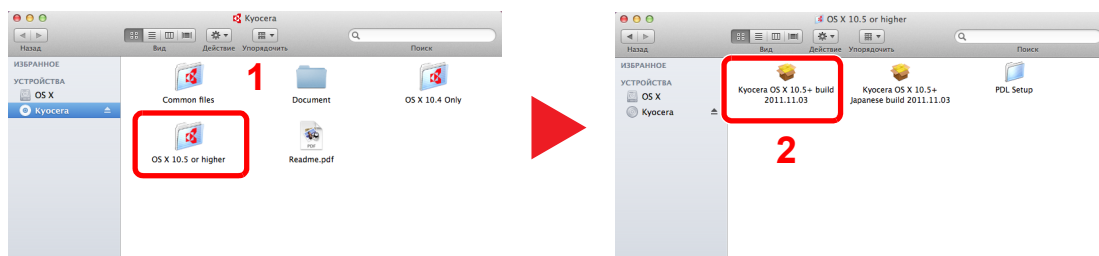 Kyocera
Назад
Вид
Действие
Упорядочить
Поиск
ИЗБРАННОЕ
УСТРОЙСТВА
OS X
Kyocera
1
Common files
Document
OS X 10.4 Only
OS X 10.5 or higher
PDF
Readme.pdf
OS X 10.5 or higher
Назад
Вид
Действие
Упорядочить
Поиск
ИЗБРАННОЕ
УСТРОЙСТВА
OS X
Kyocera
Kyocera OS X 10.5+ build
2011.11.03
Kyocera OS X 10.5+
Japanese build 2011.11.03
PDL Setup
2